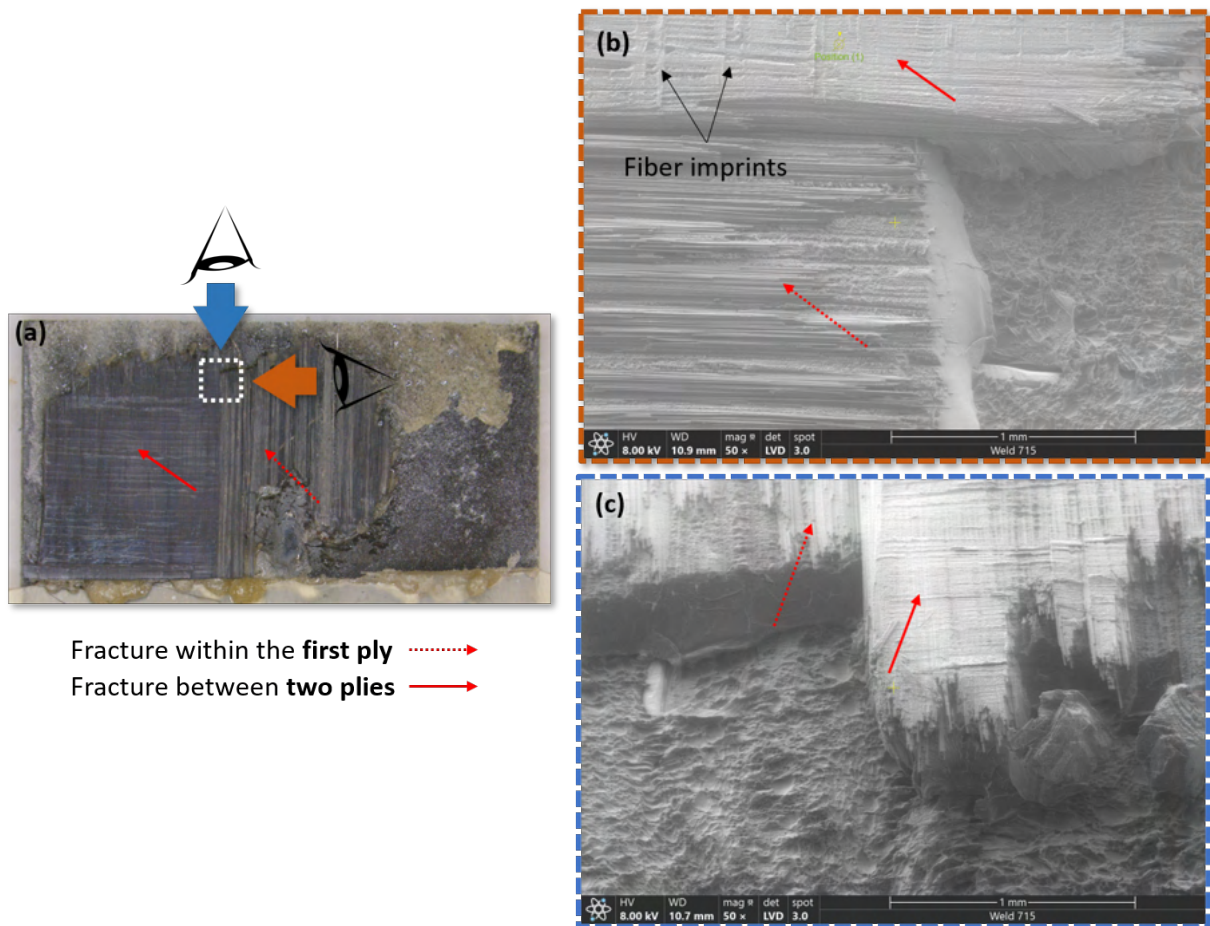 (a)
Fracture within the first ply
Fracture between two plies
(b)
Position (1)
Fiber imprints
HV WD mag det spot
8.00 kV 10.9 mm 50 × LVD 3.0
1 mm
Weld 715
(c)
HV WD mag det spot
8.00 kV 10.7 mm 50 × LVD 3.0
1 mm
Weld 715